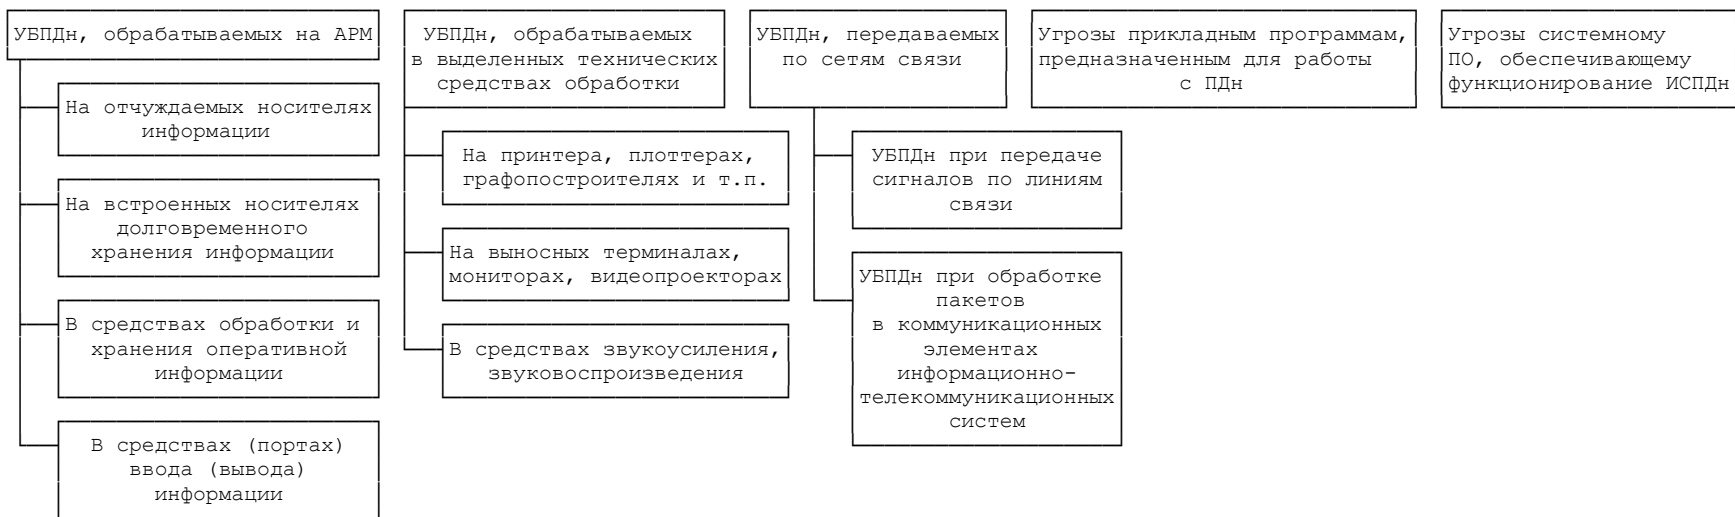 УБПДн, обрабатываемых на АРМ
На отчуждаемых носителях
информации
На встроенных носителях
долговременного
хранения информации
В средствах обработки и
хранения оперативной
информации
В средствах (портах)
ввода (вывода)
информации
УБПДн, обрабатываемых
в выделенных технических
средствах обработки
На принтера, плоттерах,
графопостроителях и т.п.
На выносных терминалах,
мониторах, видеопроекторах
В средствах звукоусиления,
звуковоспроизведения
УБПДн, передаваемых
по сетям связи
УБПДн при передаче
сигналов по линиям
связи
УБПДн при обработке
пакетов
в коммуникационных
элементах
информационно-
телекоммуникационных
систем
Угрозы прикладным программам,
предназначенным для работы
с ПДн
Угрозы системному
ПО, обеспечивающему
функционирование ИСПДн